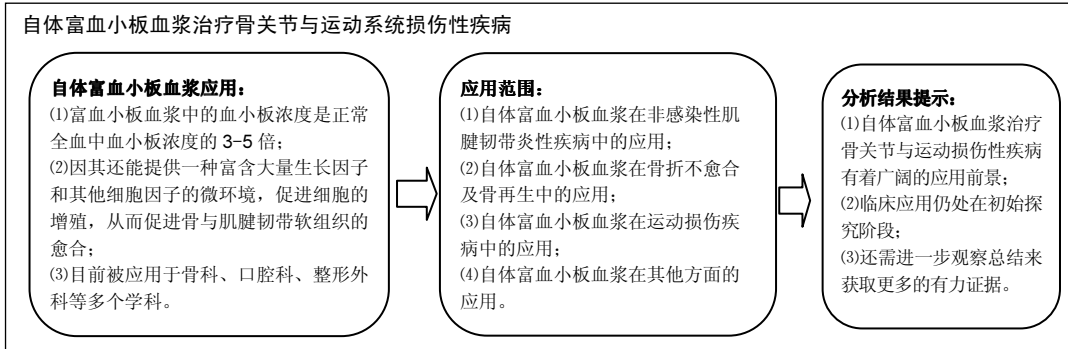 自体富血小板血浆治疗骨关节与运动系统损伤性疾病
自体富血小板血浆应用：
⑴富血小板血浆中的血小板浓度是正常
全血中血小板浓度的 3-5 倍；
⑵因其还能提供一种富含大量生长因子
和其他细胞因子的微环境，促进细胞的
增殖，从而促进骨与肌腱韧带软组织的
愈合；
⑶目前被应用于骨科、口腔科、整形外
科等多个学科。
应用范围：
⑴自体富血小板血浆在非感染性肌
腱韧带炎性疾病中的应用；
⑵自体富血小板血浆在骨折不愈合
及骨再生中的应用；
⑶自体富血小板血浆在运动损伤疾
病中的应用；
⑷自体富血小板血浆在其他方面的
应用。
分析结果提示：
⑴自体富血小板血浆治疗
骨关节与运动损伤性疾病
有着广阔的应用前景；
⑵临床应用仍处在初始探
究阶段；
⑶还需进一步观察总结来
获取更多的有力证据。